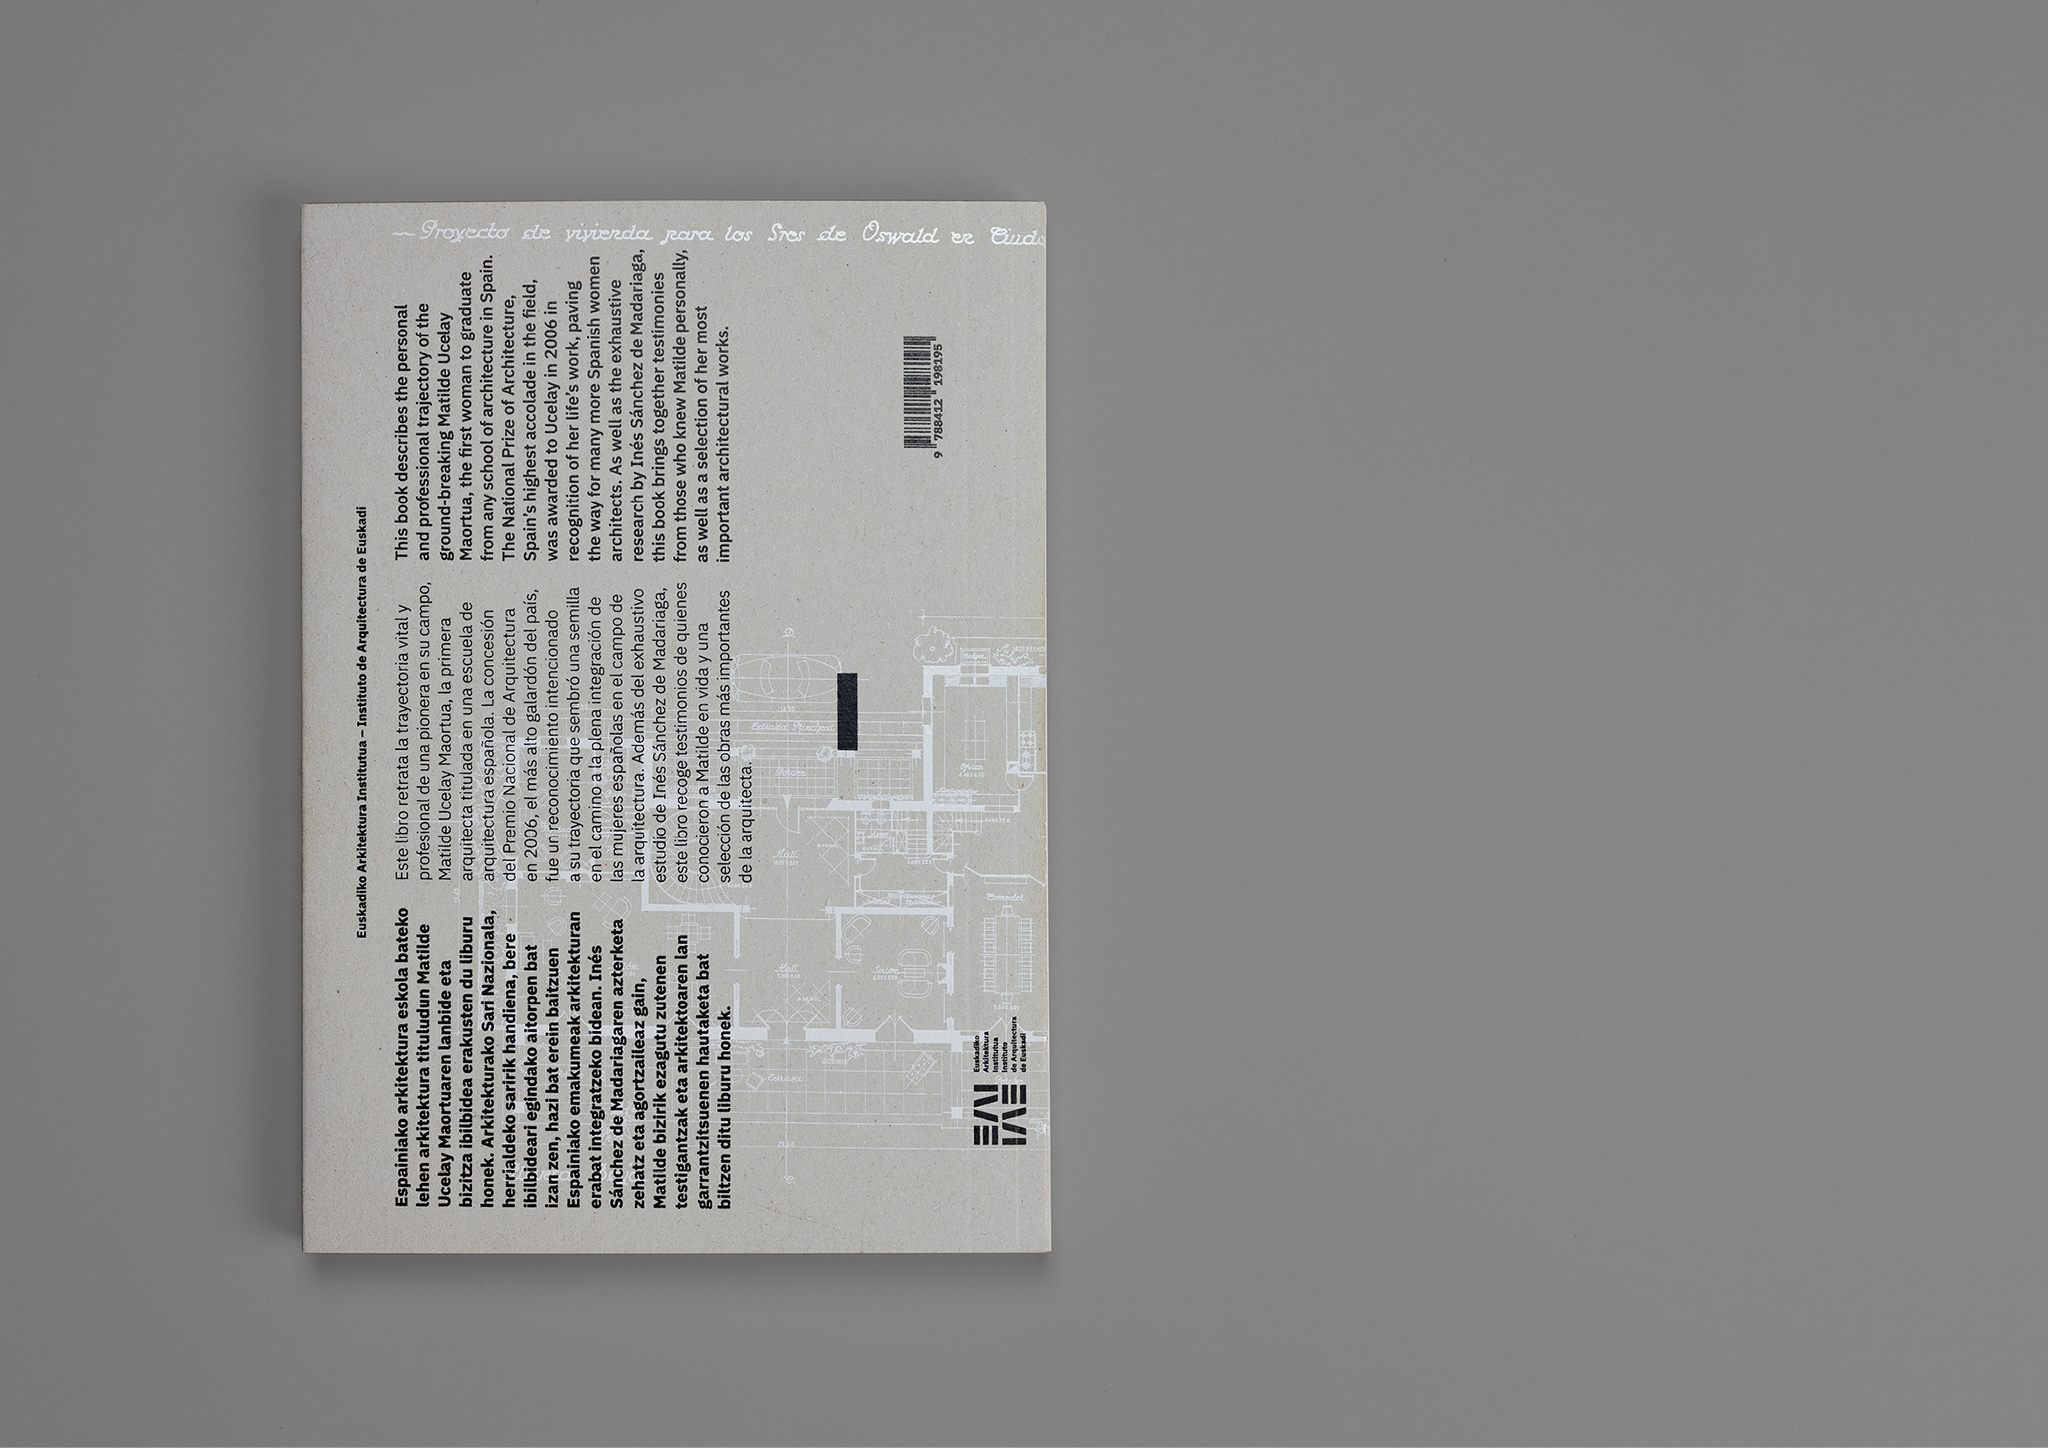 — Proyecto de vivienda para los Sres de Oswald en
Euskadiko Arkitektura Institutua – Instituto de Arquitectura de Euskadi
Espainiako arkitektura eskola bateko
lehen arkitektura tituludun Matilde
Ucelay Maortuaren lanbide eta
bizitza ibilbidea erakusten du liburu
honek. Arkitekturako Sari Nazionala,
herrialdeko saririk handiena, bere
ibilbideari egindako aitorpen bat
izan zen, hazi bat erein baitzuen
Espainiako emakumeak arkitekturan
erabat integratzeko bidean. Inés
Sánchez de Madariagaren azterketa
zehatz eta agortzaileaz gain,
Matilde bizirik ezagutu zutenen
testigantzak eta arkitektoaren lan
garrantzitsuenen hautaketa bat
biltzen ditu liburu honek.
Este libro retrata la trayectoria vital y
profesional de una pionera en su campo,
Matilde Ucelay Maortua, la primera
arquitecta titulada en una escuela de
arquitectura española. La concesión
del Premio Nacional de Arquitectura
en 2006, el más alto galardón del país,
fue un reconocimiento intencionado
a su trayectoria que sembró una semilla
en el camino a la plena integración de
las mujeres españolas en el campo de
la arquitectura. Además del exhaustivo
estudio de Inés Sánchez de Madariaga,
este libro recoge testimonios de quienes
conocieron a Matilde en vida y una
selección de las obras más importantes
de la arquitecta.
This book describes the personal
and professional trajectory of the
ground-breaking Matilde Ucelay
Maortua, the first woman to graduate
from any school of architecture in Spain.
The National Prize of Architecture,
Spain's highest accolade in the field,
was awarded to Ucelay in 2006 in
recognition of her life's work, paving
the way for many more Spanish women
architects. As well as the exhaustive
research by Inés Sánchez de Madariaga,
this book brings together testimonies
from those who knew Matilde personally,
as well as a selection of her most
important architectural works.
9 788412 198195
Entrada Principal
Hall
Hall
Salón
Comedor
Terraza
Euskadiko
Arkitektura
Institutua
Instituto
de Arquitectura
de Euskadi